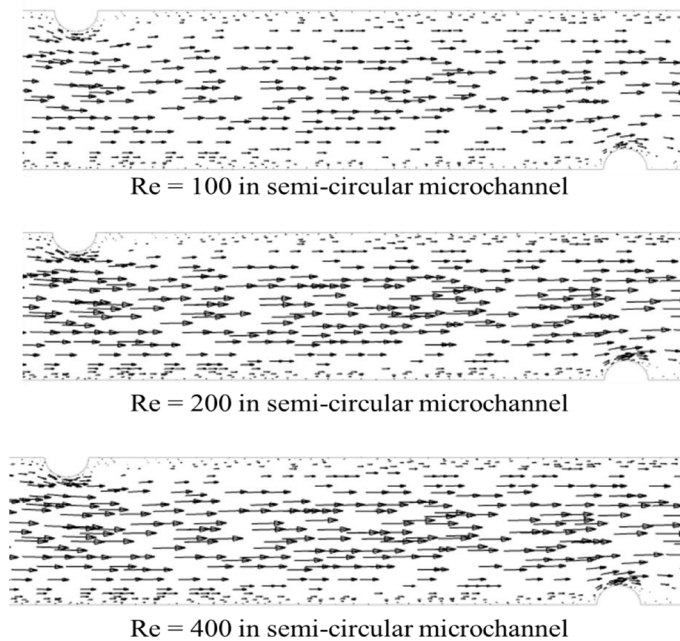 Re = 100 in semi-circular microchannel
Re = 200 in semi-circular microchannel
Re = 400 in semi-circular microchannel